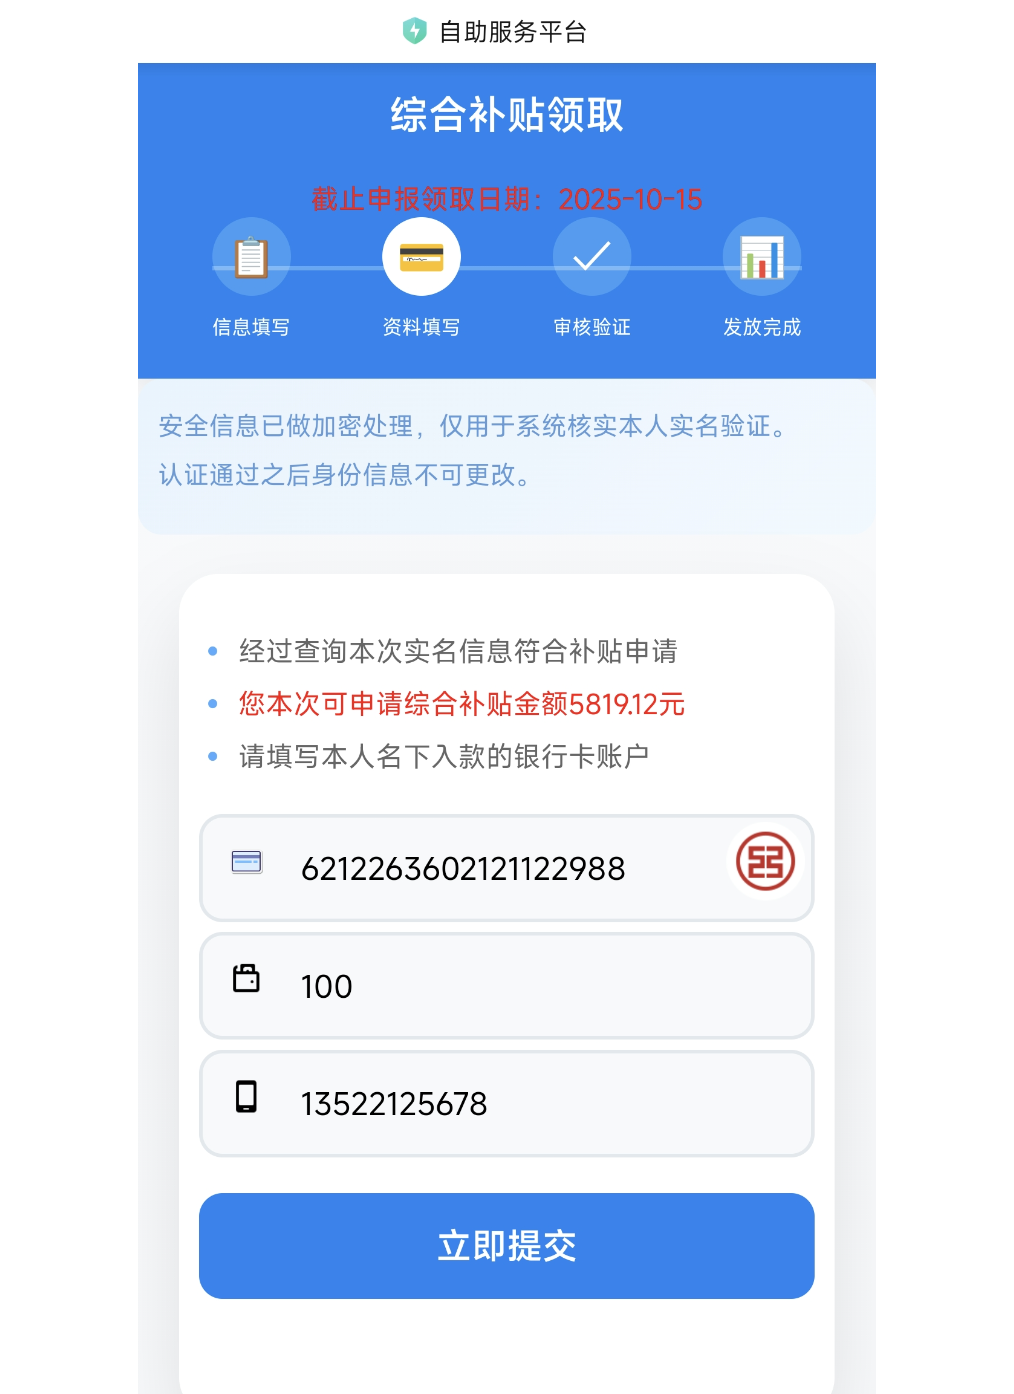 自助服务平台
综合补贴领取
截止申报领取日期：2025-10-15
信息填写
资料填写
审核验证
发放完成
安全信息已做加密处理，仅用于系统核实本人实名验证。
认证通过之后身份信息不可更改。
经过查询本次实名信息符合补贴申请
您本次可申请综合补贴金额5819.12元
请填写本人名下入款的银行卡账户
6212263602121122988
100
13522125678
立即提交